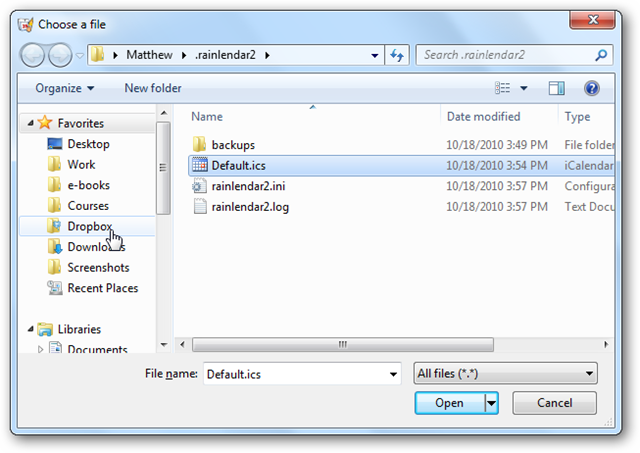 Choose a file
Matthew .rainlendar2
Search .rainlendar2
Organize New folder
Name Date modified Type
Favorites
Desktop
Work
e-books
Courses
Dropbox
Downloads
Screenshots
Recent Places
Libraries
Documents
backups 10/18/2010 3:49 PM File folder
Default.ics 10/18/2010 3:54 PM iCalendar
rainlendar2.ini 10/18/2010 3:57 PM Configura
rainlendar2.log 10/18/2010 3:57 PM Text Docu
File name: Default.ics All files (*.*)
Open Cancel